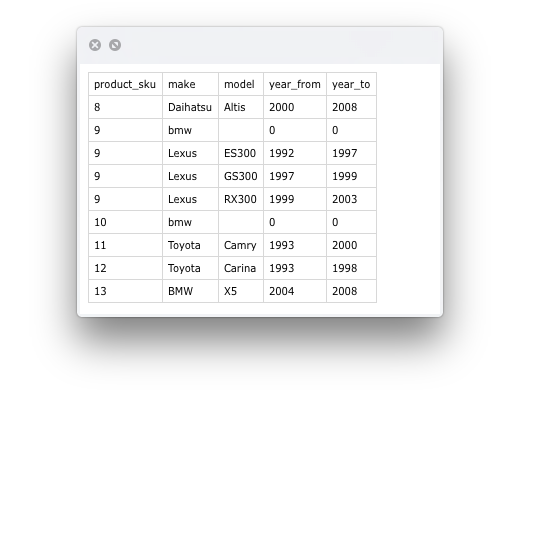 product_sku make model year_from year_to
8 Daihatsu Altis 2000 2008
9 bmw 0 0
9 Lexus ES300 1992 1997
9 Lexus GS300 1997 1999
9 Lexus RX300 1999 2003
10 bmw 0 0
11 Toyota Camry 1993 2000
12 Toyota Carina 1993 1998
13 BMW X5 2004 2008